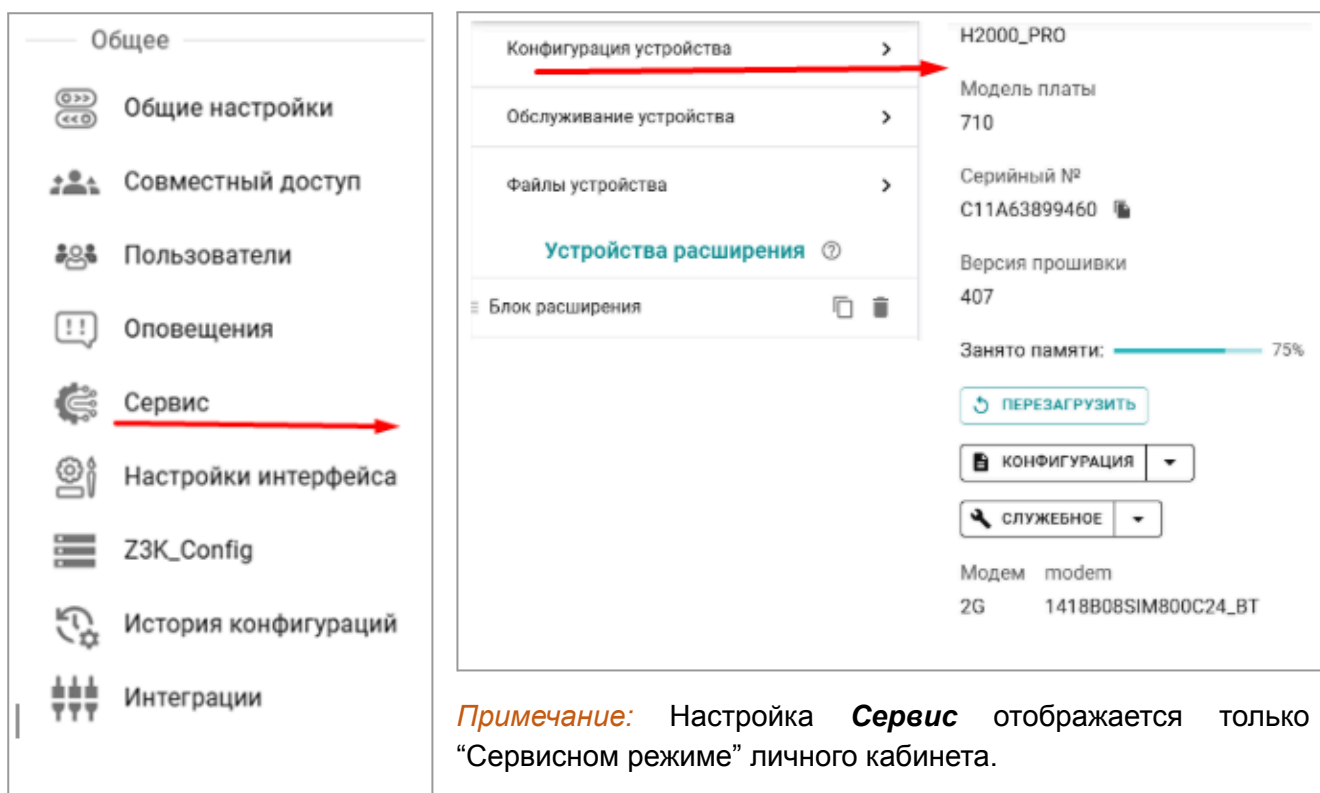 Общее
Общие настройки
Совместный доступ
Пользователи
Оповещения
Сервис
Настройки интерфейса
Z3K_Config
История конфигураций
Интеграции
Конфигурация устройства
Обслуживание устройства
Файлы устройства
Устройства расширения
Блок расширения
H2000_PRO
Модель платы
710
Серийный №
C11A63899460
Версия прошивки
407
Занято памяти: 75%
ПЕРЕЗАГРУЗИТЬ
КОНФИГУРАЦИЯ
СЛУЖЕБНОЕ
Модем modem
2G 1418B08SIM800C24_BT
Примечание: Настройка Сервис отображается только
“Сервисном режиме” личного кабинета.